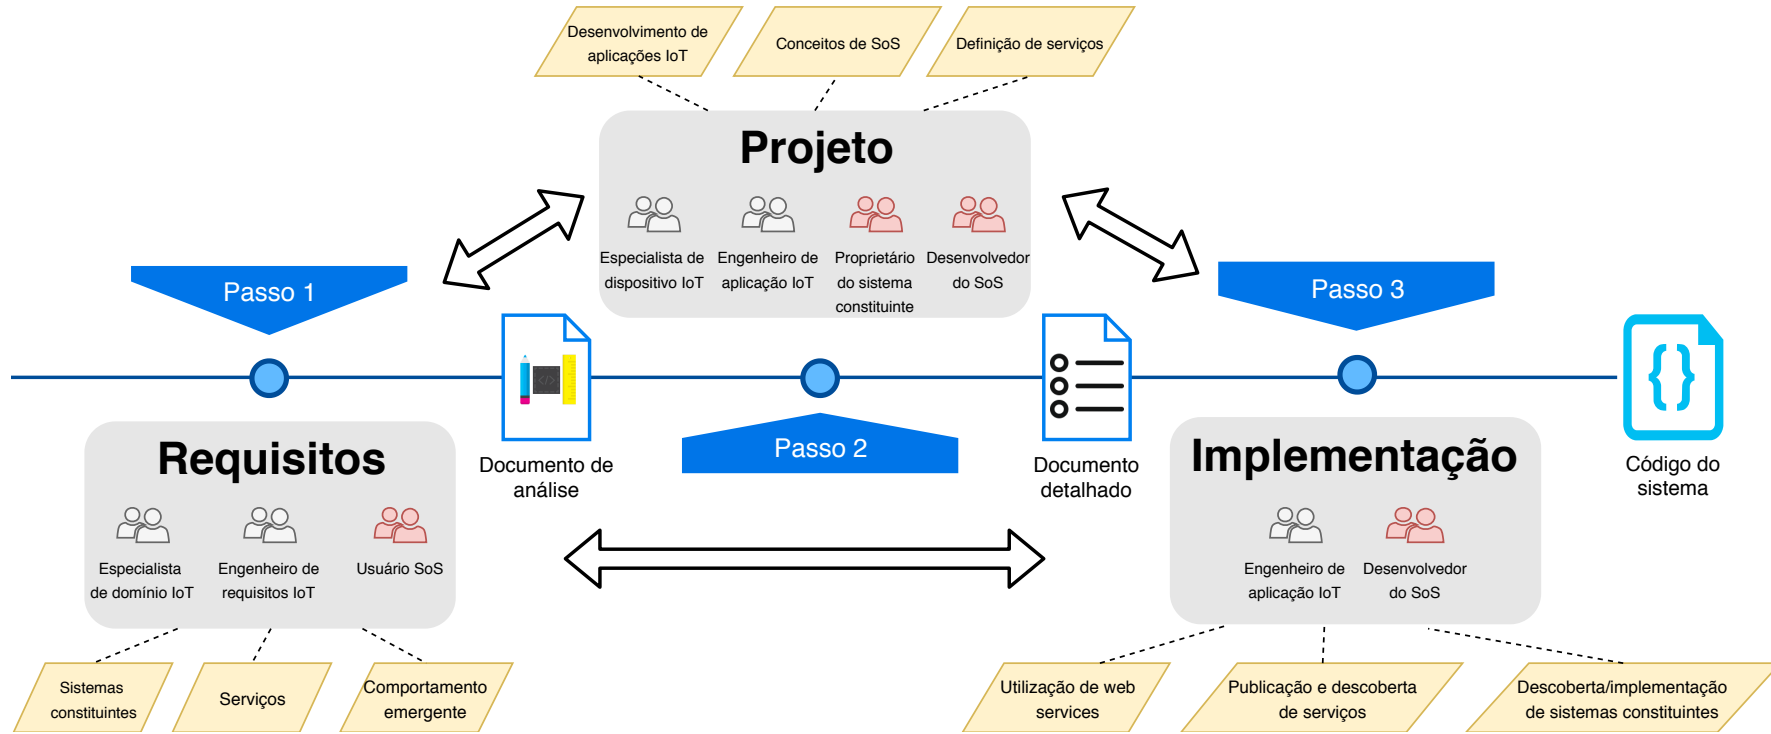 Desenvolvimento de
aplicações IoT
Conceitos de SoS
Definição de serviços
Projeto
Especialista de
dispositivo IoT
Engenheiro de
aplicação IoT
Proprietário
do sistema
constituinte
Desenvolvedor
do SoS
Passo 1
Passo 3
</>
{}
Passo 2
Documento de
análise
Documento
detalhado
Código do
sistema
Requisitos
Especialista
de domínio IoT
Engenheiro de
requisitos IoT
Usuário SoS
Implementação
Engenheiro de
aplicação IoT
Desenvolvedor
do SoS
Sistemas
constituintes
Serviços
Comportamento
emergente
Utilização de web
services
Publicação e descoberta
de serviços
Descoberta/implementação
de sistemas constituintes